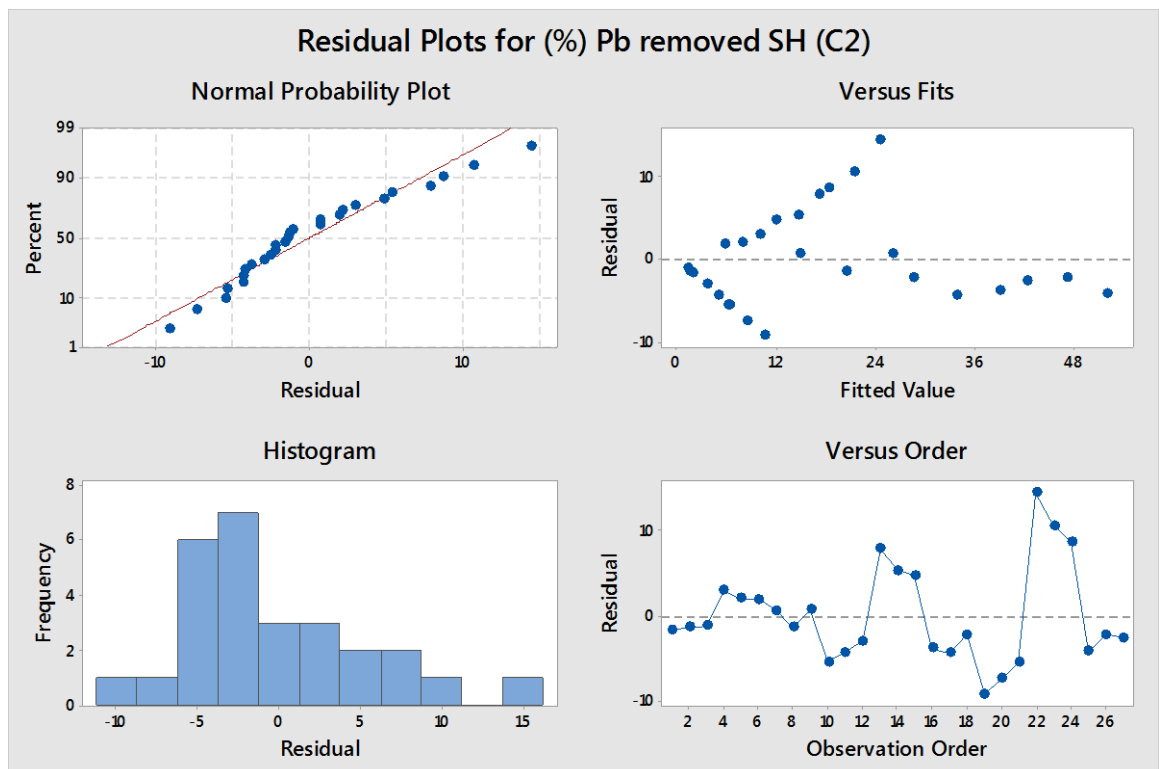 Residual Plots for (%) Pb removed SH (C2)
Normal Probability Plot
99
90
50
10
1
Percent
-10 0 10
Residual
Versus Fits
10
0
-10
Residual
0 12 24 36 48
Fitted Value
Histogram
8
6
4
2
0
Frequency
-10 -5 0 5 10 15
Residual
Versus Order
10
0
-10
Residual
2 4 6 8 10 12 14 16 18 20 22 24 26
Observation Order